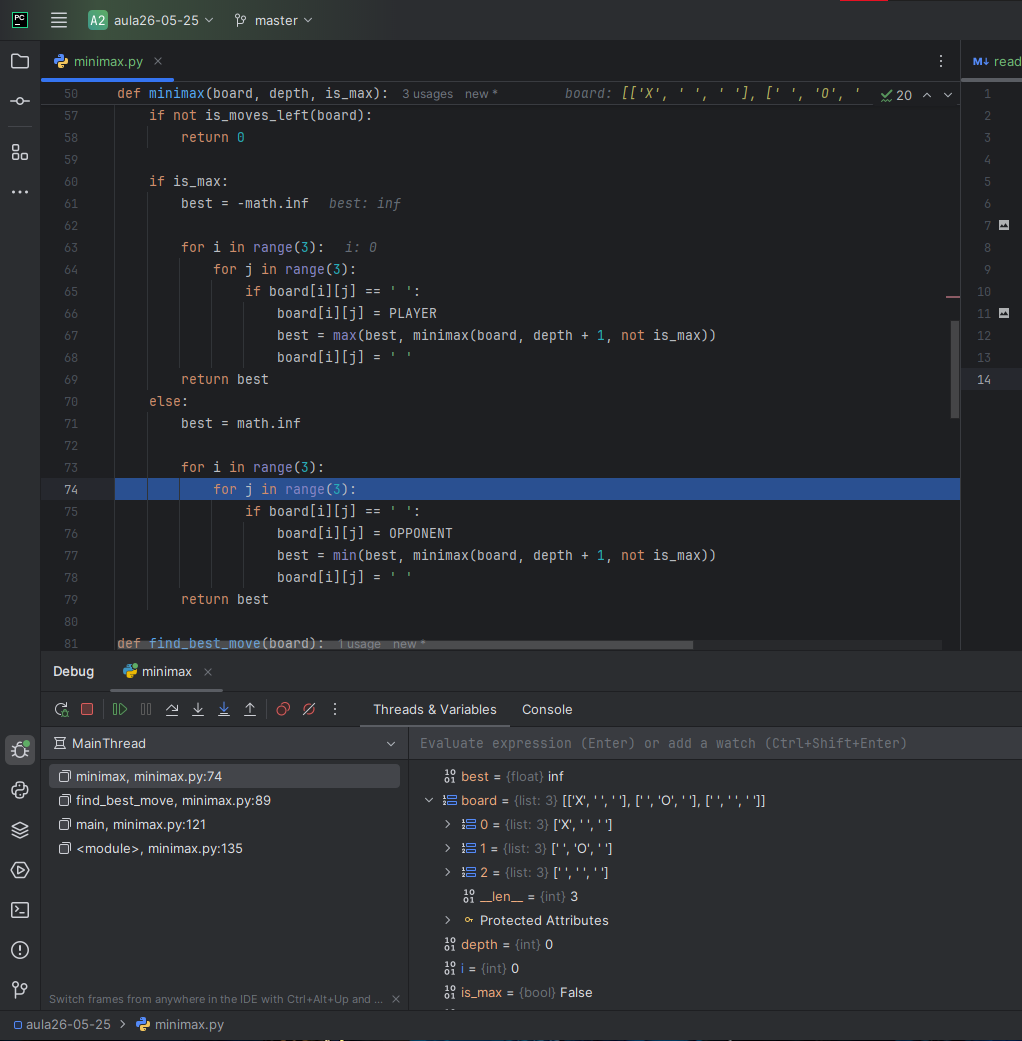 PC
A2 aula26-05-25 master
minimax.py
M↓ read
50 def minimax(board, depth, is_max): 3 usages new * board: [['X', ' ', ' '], [' ', 'O', '
20
57 if not is_moves_left(board):
58 return 0
59
60 if is_max:
61 best = -math.inf best: inf
62
63 for i in range(3): i: 0
64 for j in range(3):
65 if board[i][j] == ' ':
66 board[i][j] = PLAYER
67 best = max(best, minimax(board, depth + 1, not is_max))
68 board[i][j] = ' '
69 return best
70 else:
71 best = math.inf
72
73 for i in range(3):
74 for j in range(3):
75 if board[i][j] == ' ':
76 board[i][j] = OPPONENT
77 best = min(best, minimax(board, depth + 1, not is_max))
78 board[i][j] = ' '
79 return best
80
81 def find_best_move(board): 1 usage new *
1
2
3
4
5
6
7
8
9
10
11
12
13
14
Debug minimax
Threads & Variables Console
MainThread
minimax, minimax.py:74
find_best_move, minimax.py:89
main, minimax.py:121
<module>, minimax.py:135
Switch frames from anywhere in the IDE with Ctrl+Alt+Up and ...
Evaluate expression (Enter) or add a watch (Ctrl+Shift+Enter)
best = {float} inf
board = {list: 3} [['X', ' ', ' '], [' ', 'O', ' '], [' ', ' ', ' ']]
0 = {list: 3} ['X', ' ', ' ']
1 = {list: 3} [' ', 'O', ' ']
2 = {list: 3} [' ', ' ', ' ']
__len__ = {int} 3
Protected Attributes
depth = {int} 0
i = {int} 0
is_max = {bool} False
aula26-05-25 > minimax.py